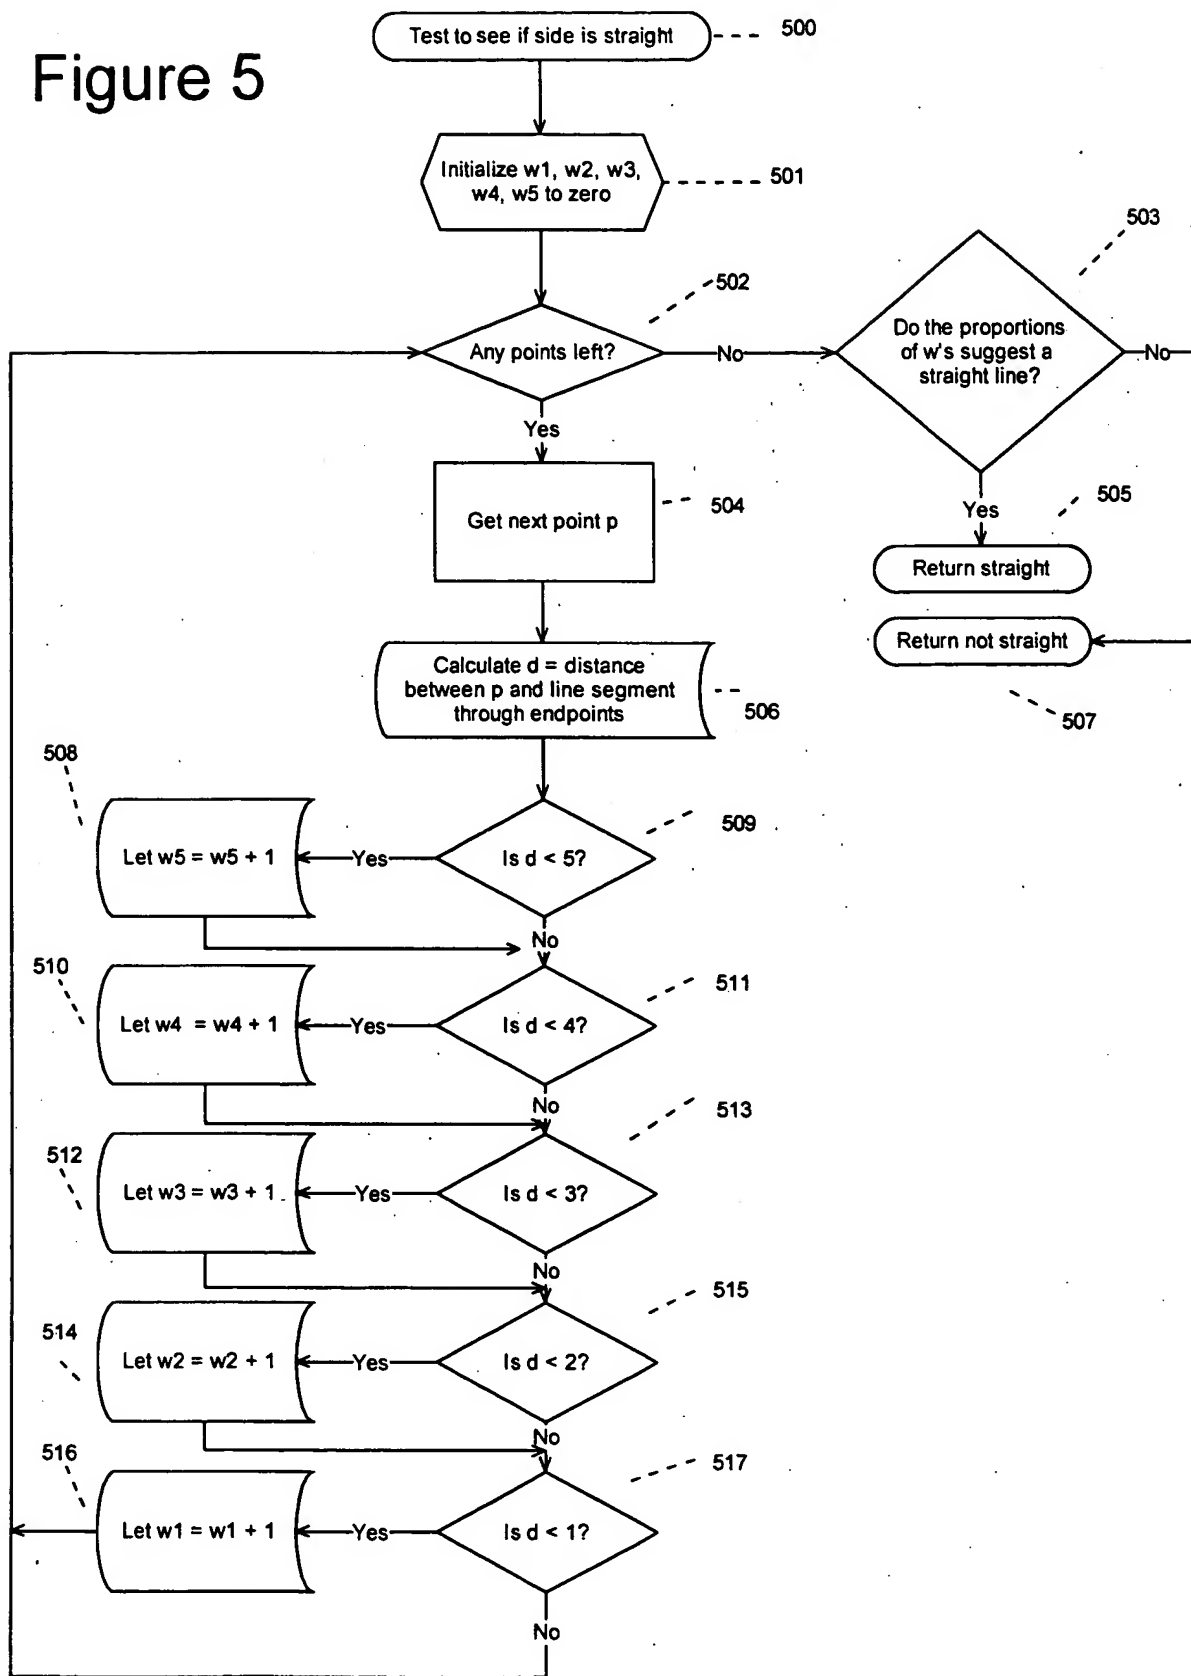 Figure 5
Test to see if side is straight
500
Initialize w1, w2, w3,
w4, w5 to zero
501
502
Any points left?
No
503
Do the proportions
of w's suggest a
straight line?
No
Yes
504
Get next point p
Yes
505
Return straight
Return not straight
507
Calculate d = distance
between p and line segment
through endpoints
506
508
Let w5 = w5 + 1
Yes
Is d < 5?
509
No
510
Let w4 = w4 + 1
Yes
Is d < 4?
511
No
512
Let w3 = w3 + 1
Yes
Is d < 3?
513
No
514
Let w2 = w2 + 1
Yes
Is d < 2?
515
No
516
Let w1 = w1 + 1
Yes
Is d < 1?
517
No